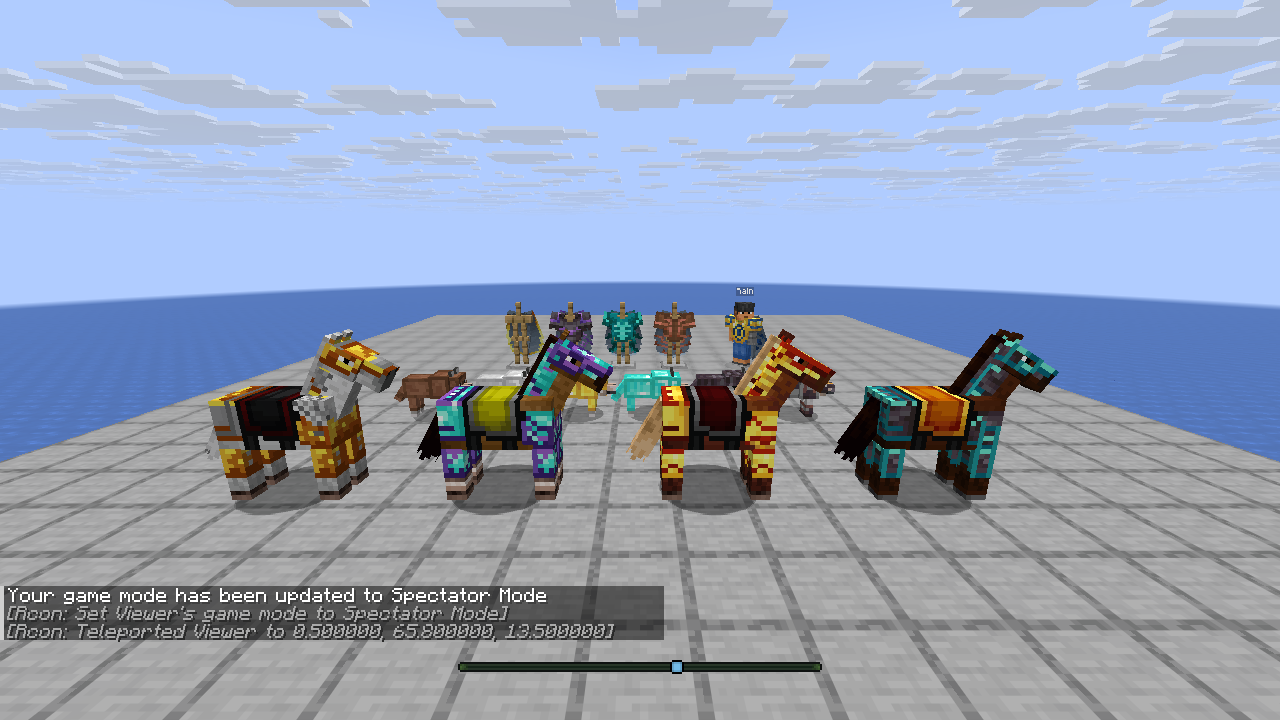 Your game mode has been updated to Spectator Mode
[Rcon: Set Viewer's game mode to Spectator Mode]
[Rcon: Teleported Viewer to 0.500000, 65.800000, 13.500000]